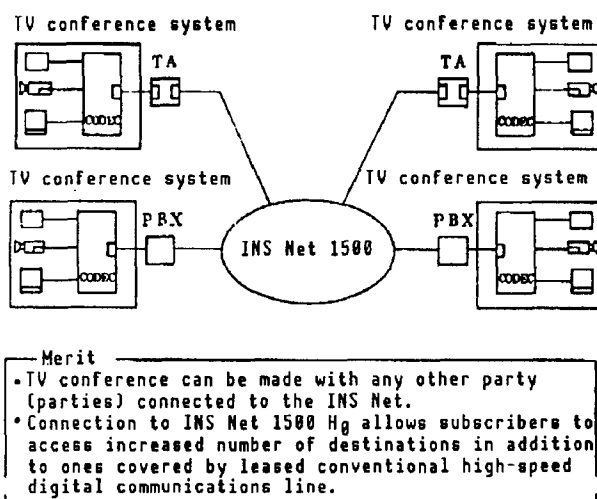 TV conference system
TV conference system
TA
TA
CODEC
CODEC
TV conference system
TV conference system
PBX
PBX
INS Net 1500
CODEC
CODEC
Merit
• TV conference can be made with any other party
(parties) connected to the INS Net.
• Connection to INS Net 1500 H0 allows subscribers to
access increased number of destinations in addition
to ones covered by leased conventional high-speed
digital communications line.